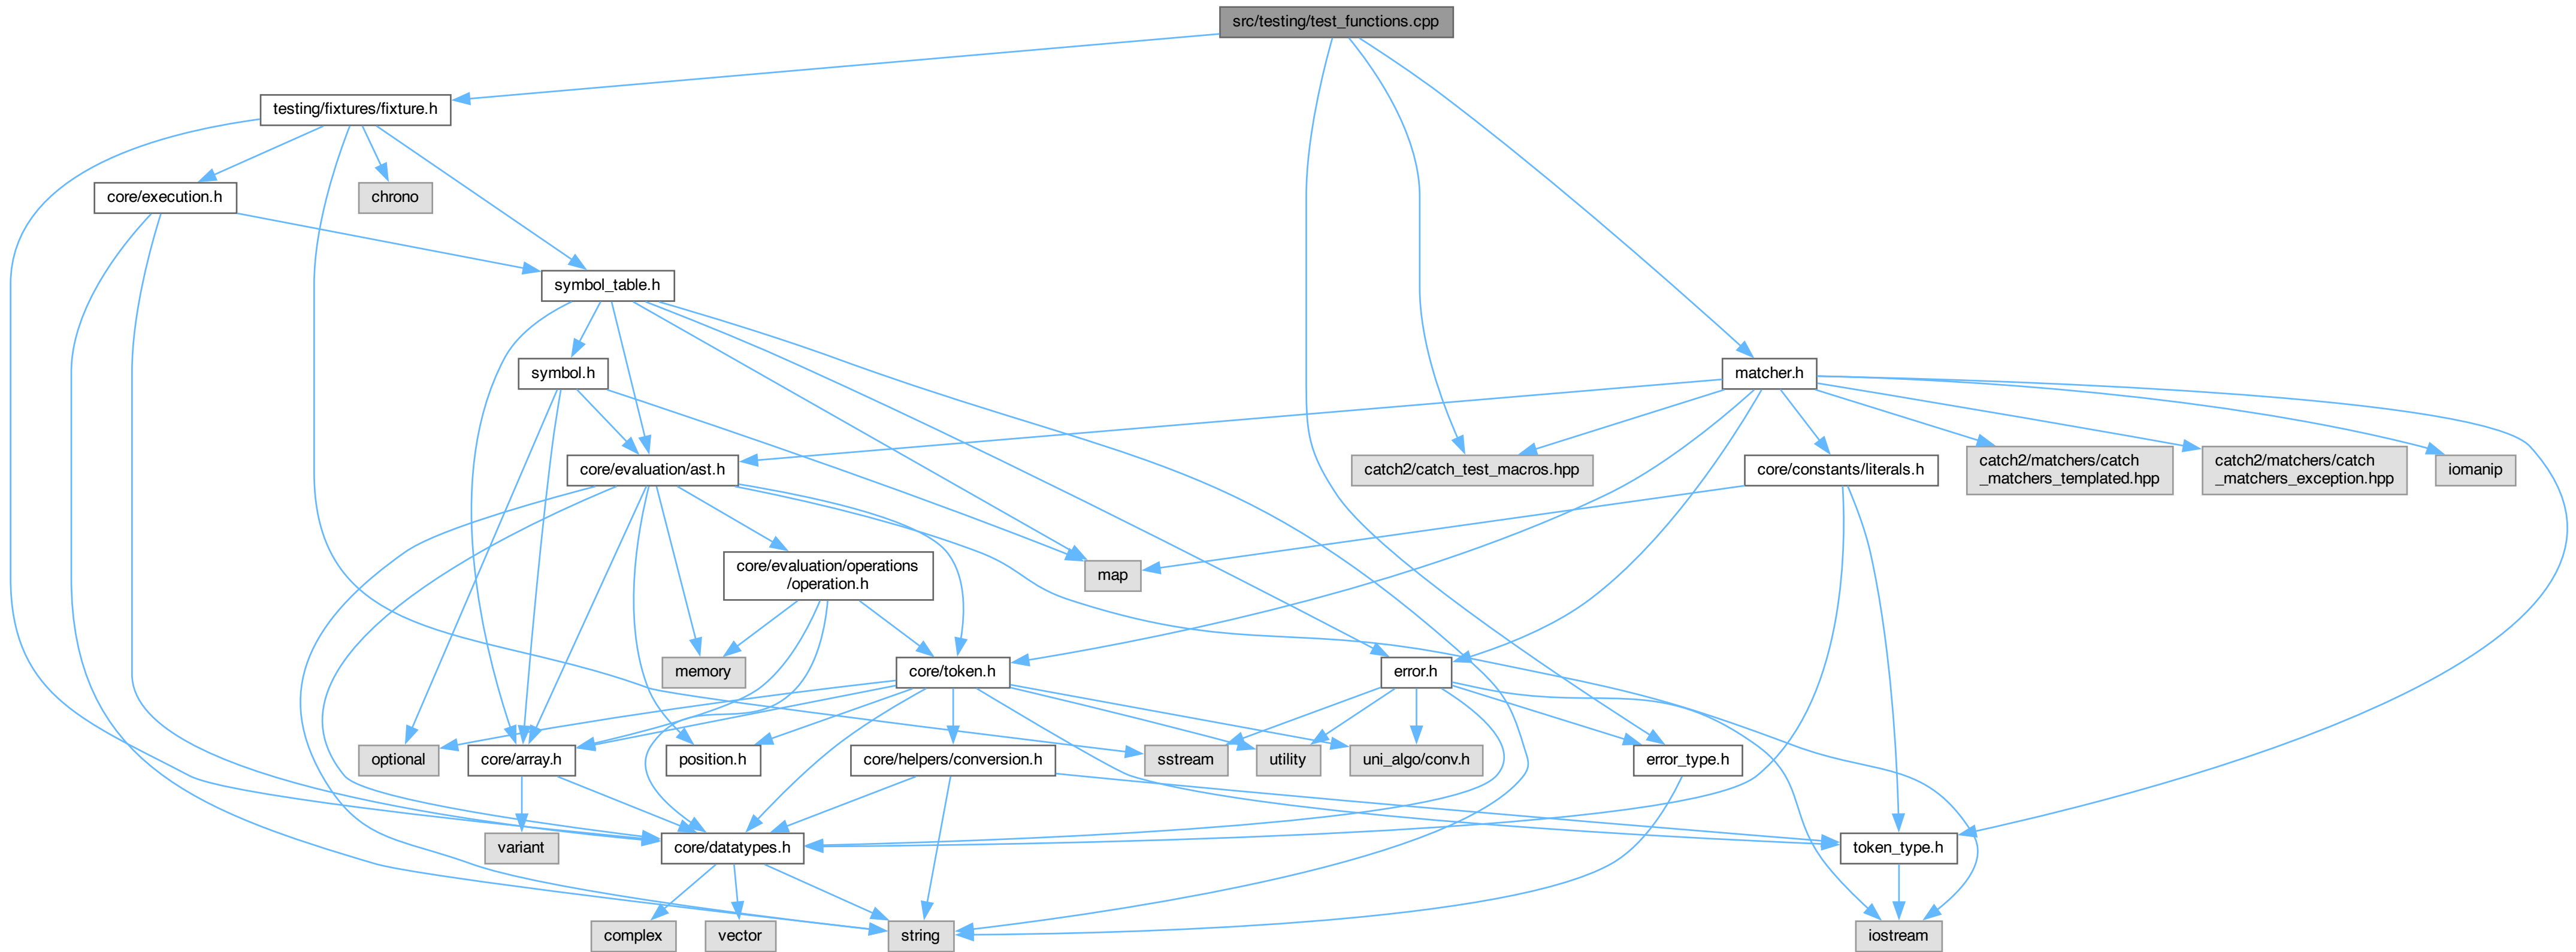 src/testing/test_functions.cpp
testing/fixtures/fixture.h
core/execution.h
chrono
symbol_table.h
symbol.h
matcher.h
core/evaluation/ast.h
catch2/catch_test_macros.hpp
core/constants/literals.h
catch2/matchers/catch
_matchers_templated.hpp
catch2/matchers/catch
_matchers_exception.hpp
iomanip
core/evaluation/operations
/operation.h
map
memory
core/token.h
error.h
optional
core/array.h
position.h
core/helpers/conversion.h
sstream
utility
uni_algo/conv.h
error_type.h
variant
core/datatypes.h
token_type.h
complex
vector
string
iostream